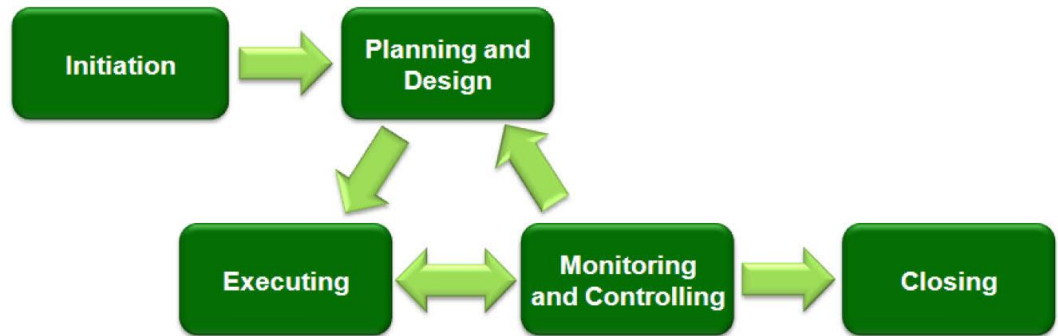 Initiation
Planning and
Design
Executing
Monitoring
and Controlling
Closing